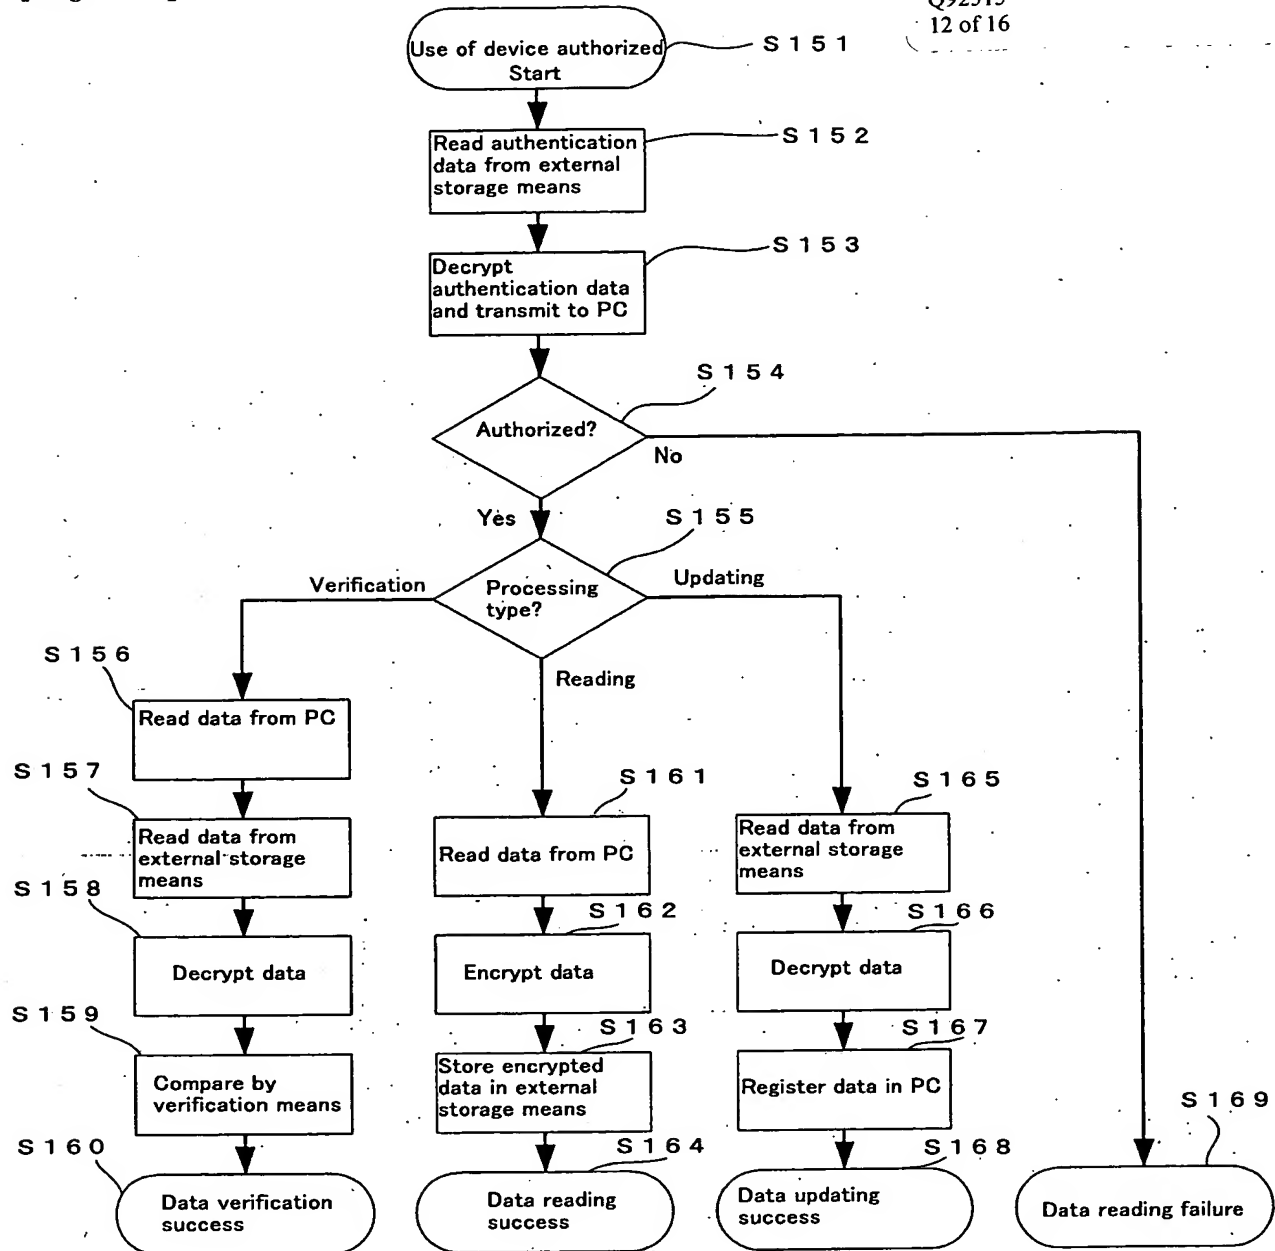 12 of 16
Use of device authorized
Start
S151
Read authentication
data from external
storage means
S152
Decrypt
authentication data
and transmit to PC
S153
Authorized?
S154
No
Yes
S155
Processing
type?
Verification
Updating
Reading
S156
Read data from PC
S157
Read data from
external storage
means
S158
Decrypt data
S159
Compare by
verification means
S160
Data verification
success
S161
Read data from PC
S162
Encrypt data
S163
Store encrypted
data in external
storage means
S164
Data reading
success
S165
Read data from
external storage
means
S166
Decrypt data
S167
Register data in PC
S168
Data updating
success
S169
Data reading failure